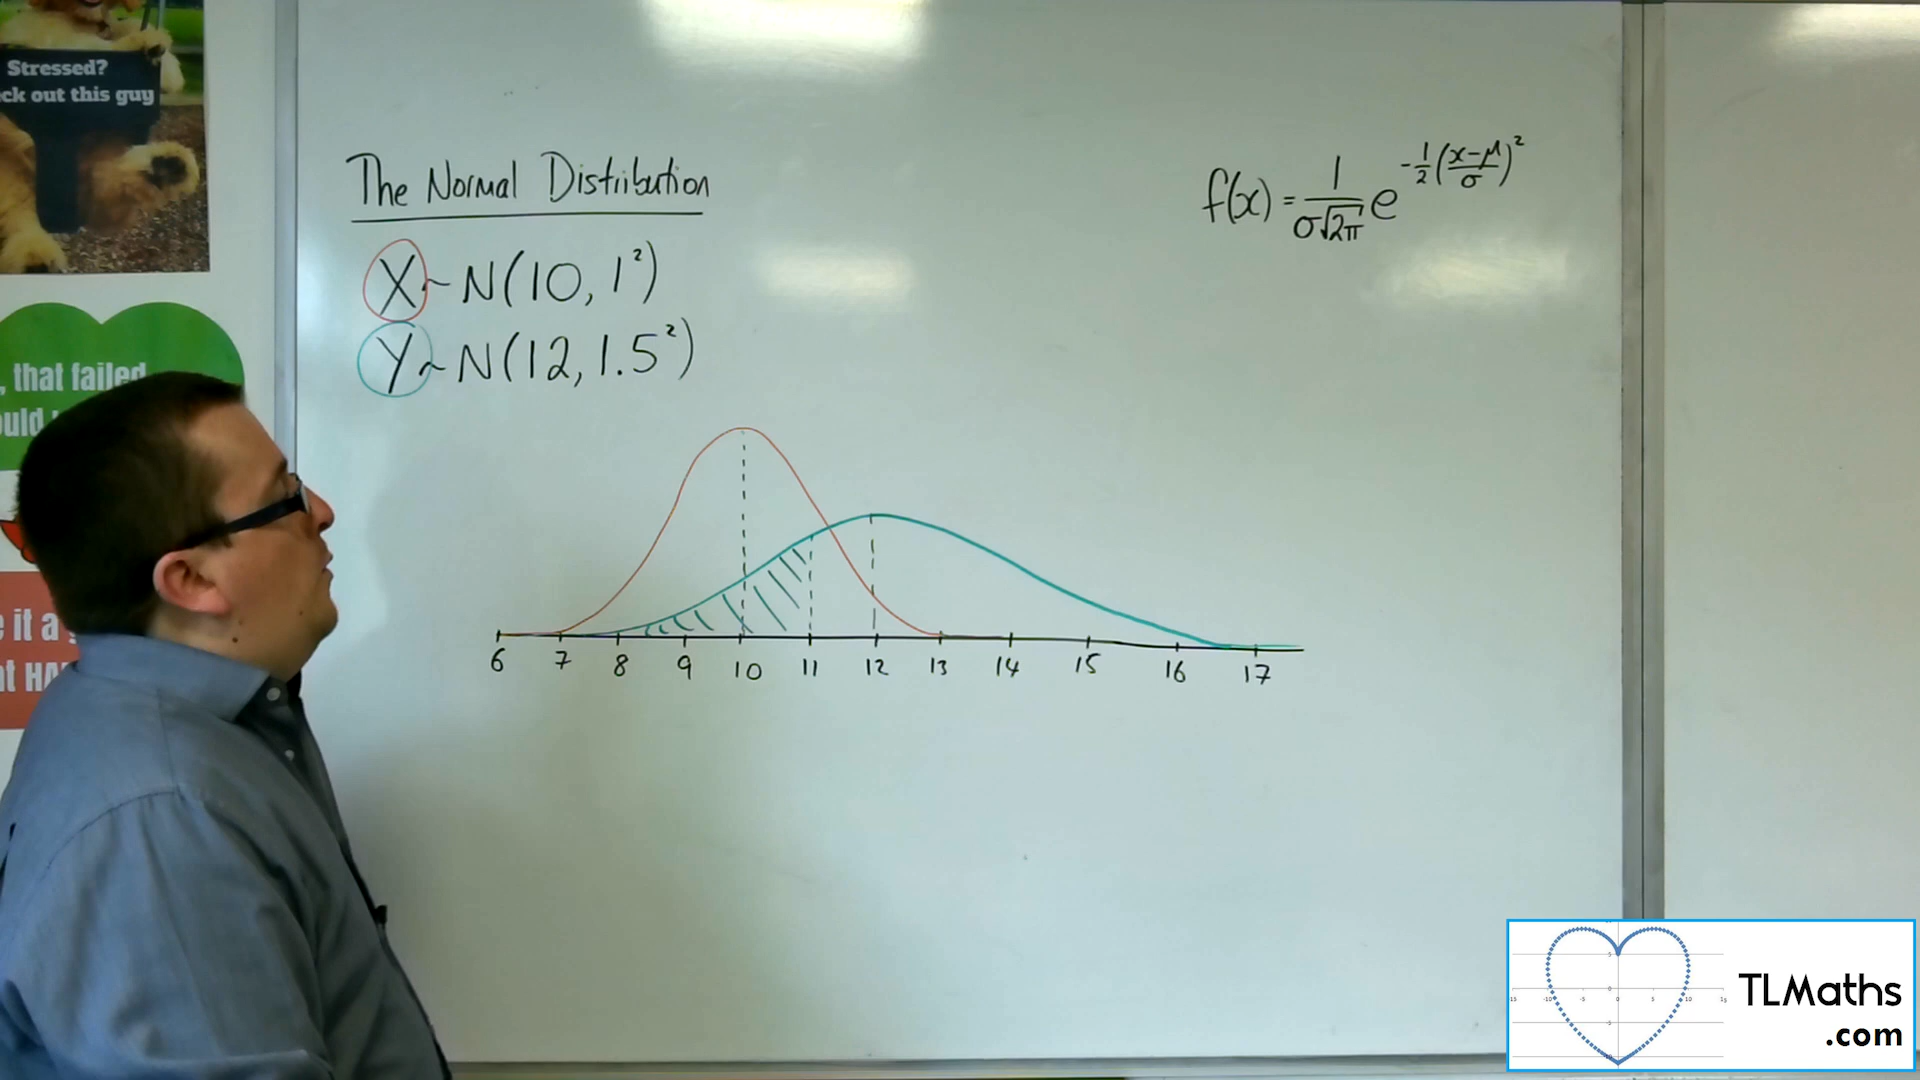 Stressed?
ck out this guy
, that failed
ould
e it a
t HA
The Normal Distribution
X ~ N(10, 1²)
Y ~ N(12, 1.5²)
f(x) = 1/(σ√2π) e^(-1/2((x-μ)/σ)²)
6 7 8 9 10 11 12 13 14 15 16 17
TLMaths
.com